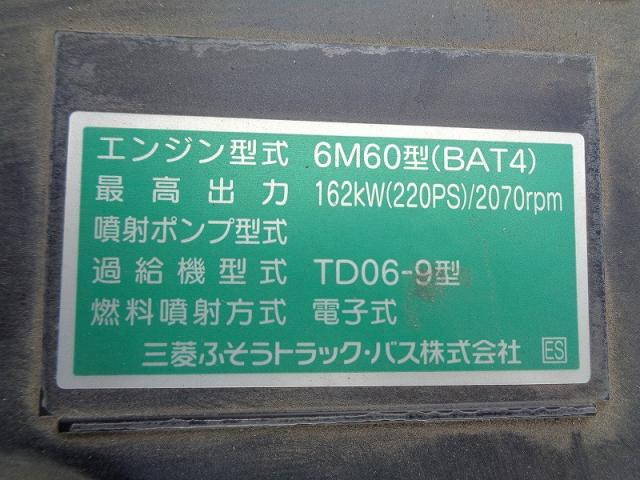 エンジン型式 6M60型(BAT4)
最高出力 162kW(220PS)/2070rpm
噴射ポンプ型式
過給機型式 TD06-9型
燃料噴射方式 電子式
三菱ふそうトラック・バス株式会社 ES